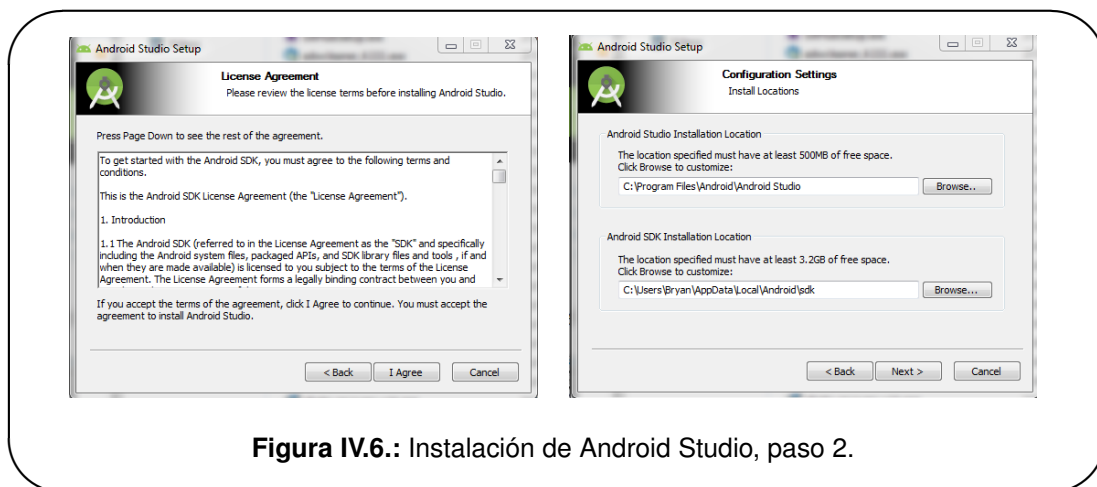 Android Studio Setup
License Agreement
Please review the license terms before installing Android Studio.
Press Page Down to see the rest of the agreement.
To get started with the Android SDK, you must agree to the following terms and
conditions.
This is the Android SDK License Agreement (the "License Agreement").
1. Introduction
1.1 The Android SDK (referred to in the License Agreement as the "SDK" and specifically
including the Android system files, packaged APIs, and SDK library files and tools , if and
when they are made available) is licensed to you subject to the terms of the License
Agreement. The License Agreement forms a legally binding contract between you and
If you accept the terms of the agreement, click I Agree to continue. You must accept the
agreement to install Android Studio.
< Back I Agree Cancel
Android Studio Setup
Configuration Settings
Install Locations
Android Studio Installation Location
The location specified must have at least 500MB of free space.
Click Browse to customize:
C:\Program Files\Android\Android Studio Browse..
Android SDK Installation Location
The location specified must have at least 3.2GB of free space.
Click Browse to customize:
C:\Users\Bryan\AppData\Local\Android\sdk Browse...
< Back Next > Cancel
Figura IV.6.: Instalación de Android Studio, paso 2.